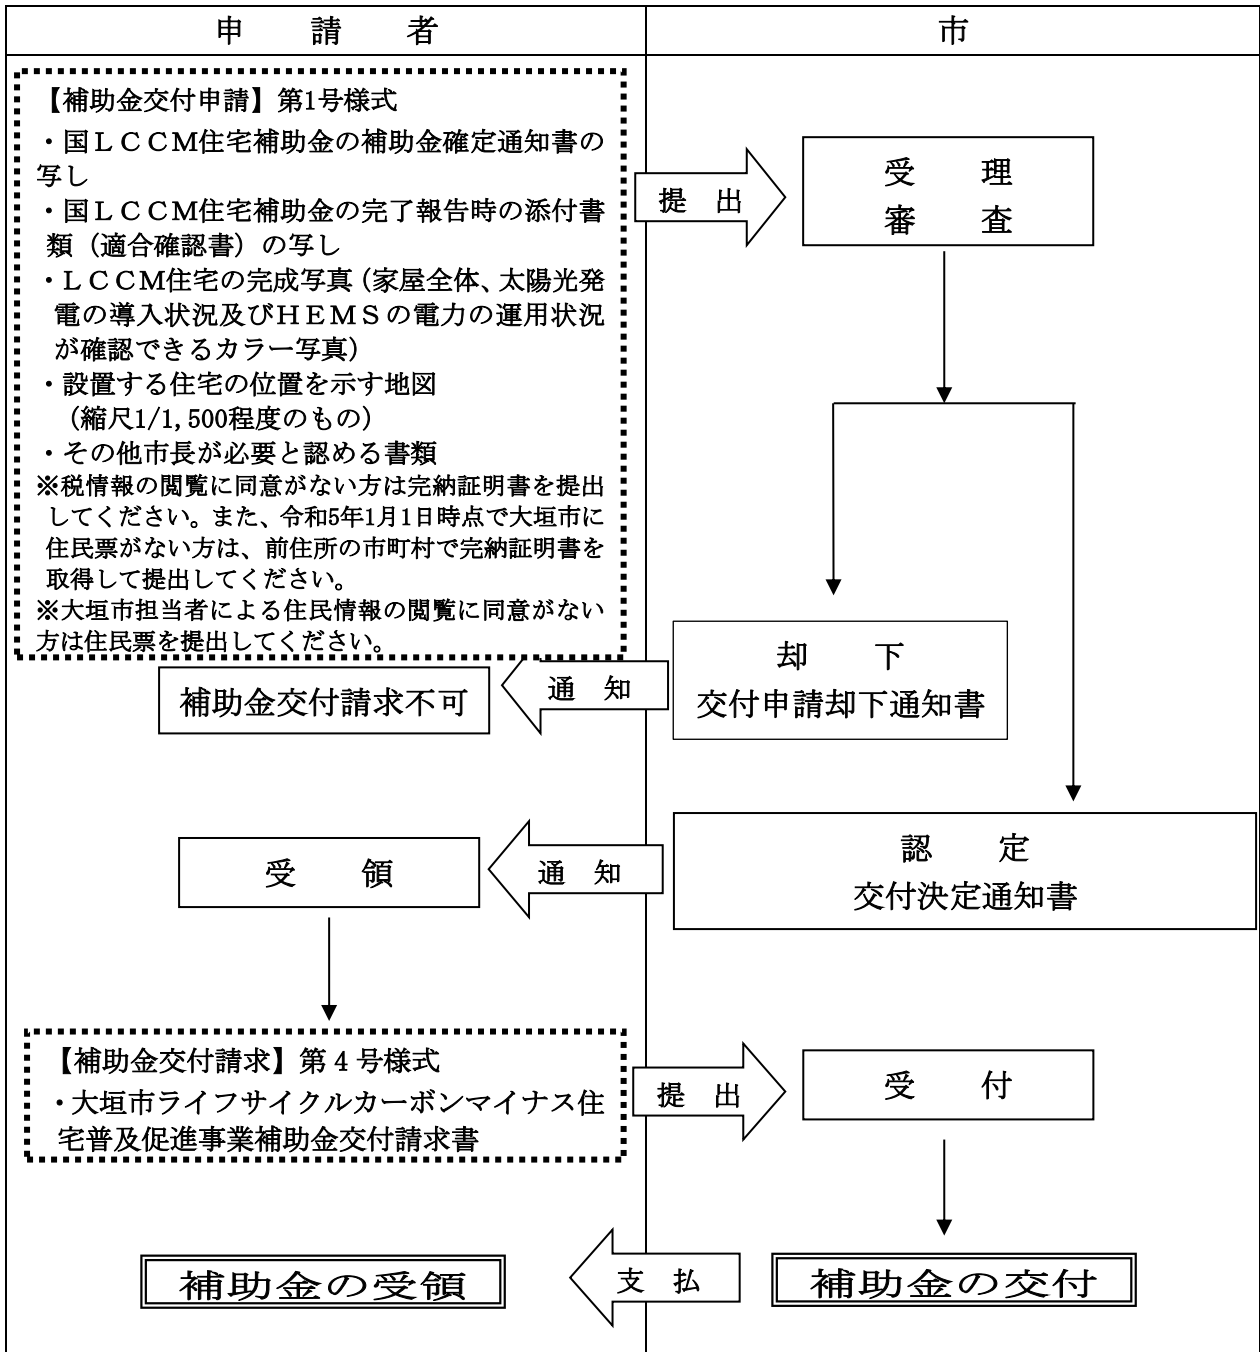 申　請　者
市
【補助金交付申請】第1号様式
・国ＬＣＣＭ住宅補助金の補助金確定通知書の
写し
・国ＬＣＣＭ住宅補助金の完了報告時の添付書
類（適合確認書）の写し
・ＬＣＣＭ住宅の完成写真（家屋全体、太陽光発
電の導入状況及びＨＥＭＳの電力の運用状況
が確認できるカラー写真）
・設置する住宅の位置を示す地図
（縮尺1/1,500程度のもの）
・その他市長が必要と認める書類
※税情報の閲覧に同意がない方は完納証明書を提出
してください。また、令和5年1月1日時点で大垣市に
住民票がない方は、前住所の市町村で完納証明書を
取得して提出してください。
※大垣市担当者による住民情報の閲覧に同意がない
方は住民票を提出してください。
提　出
受　理
審　査
却　下
交付申請却下通知書
通　知
補助金交付請求不可
認　定
交付決定通知書
通　知
受　領
【補助金交付請求】第４号様式
・大垣市ライフサイクルカーボンマイナス住
宅普及促進事業補助金交付請求書
提　出
受　付
補助金の交付
支　払
補助金の受領